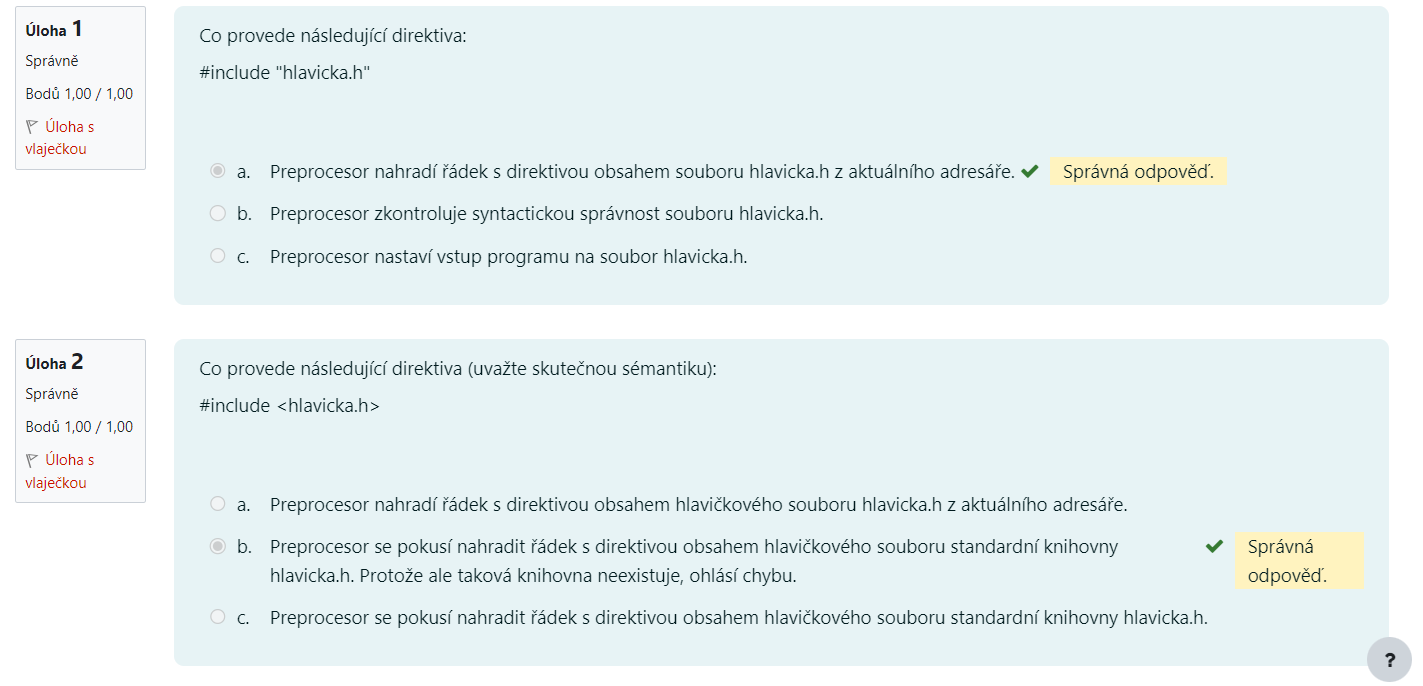 Úloha 1
Správně
Bodů 1,00 / 1,00
Úloha s
vlaječkou
Co provede následující direktiva:
#include "hlavicka.h"
a. Preprocesor nahradí řádek s direktivou obsahem souboru hlavicka.h z aktuálního adresáře. Správná odpověď.
b. Preprocesor zkontroluje syntactickou správnost souboru hlavicka.h.
c. Preprocesor nastaví vstup programu na soubor hlavicka.h.
Úloha 2
Správně
Bodů 1,00 / 1,00
Úloha s
vlaječkou
Co provede následující direktiva (uvažte skutečnou sémantiku):
#include <hlavicka.h>
a. Preprocesor nahradí řádek s direktivou obsahem hlavičkového souboru hlavicka.h z aktuálního adresáře.
b. Preprocesor se pokusí nahradit řádek s direktivou obsahem hlavičkového souboru standardní knihovny
hlavicka.h. Protože ale taková knihovna neexistuje, ohlásí chybu.
Správná
odpověď.
c. Preprocesor se pokusí nahradit řádek s direktivou obsahem hlavičkového souboru standardní knihovny hlavicka.h.
?